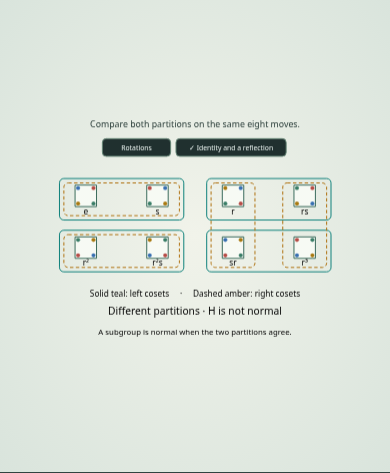 Compare both partitions on the same eight moves.
Rotations ✓ Identity and a reflection
e s r rs
r² r²s sr r³
Solid teal: left cosets · Dashed amber: right cosets
Different partitions · H is not normal
A subgroup is normal when the two partitions agree.